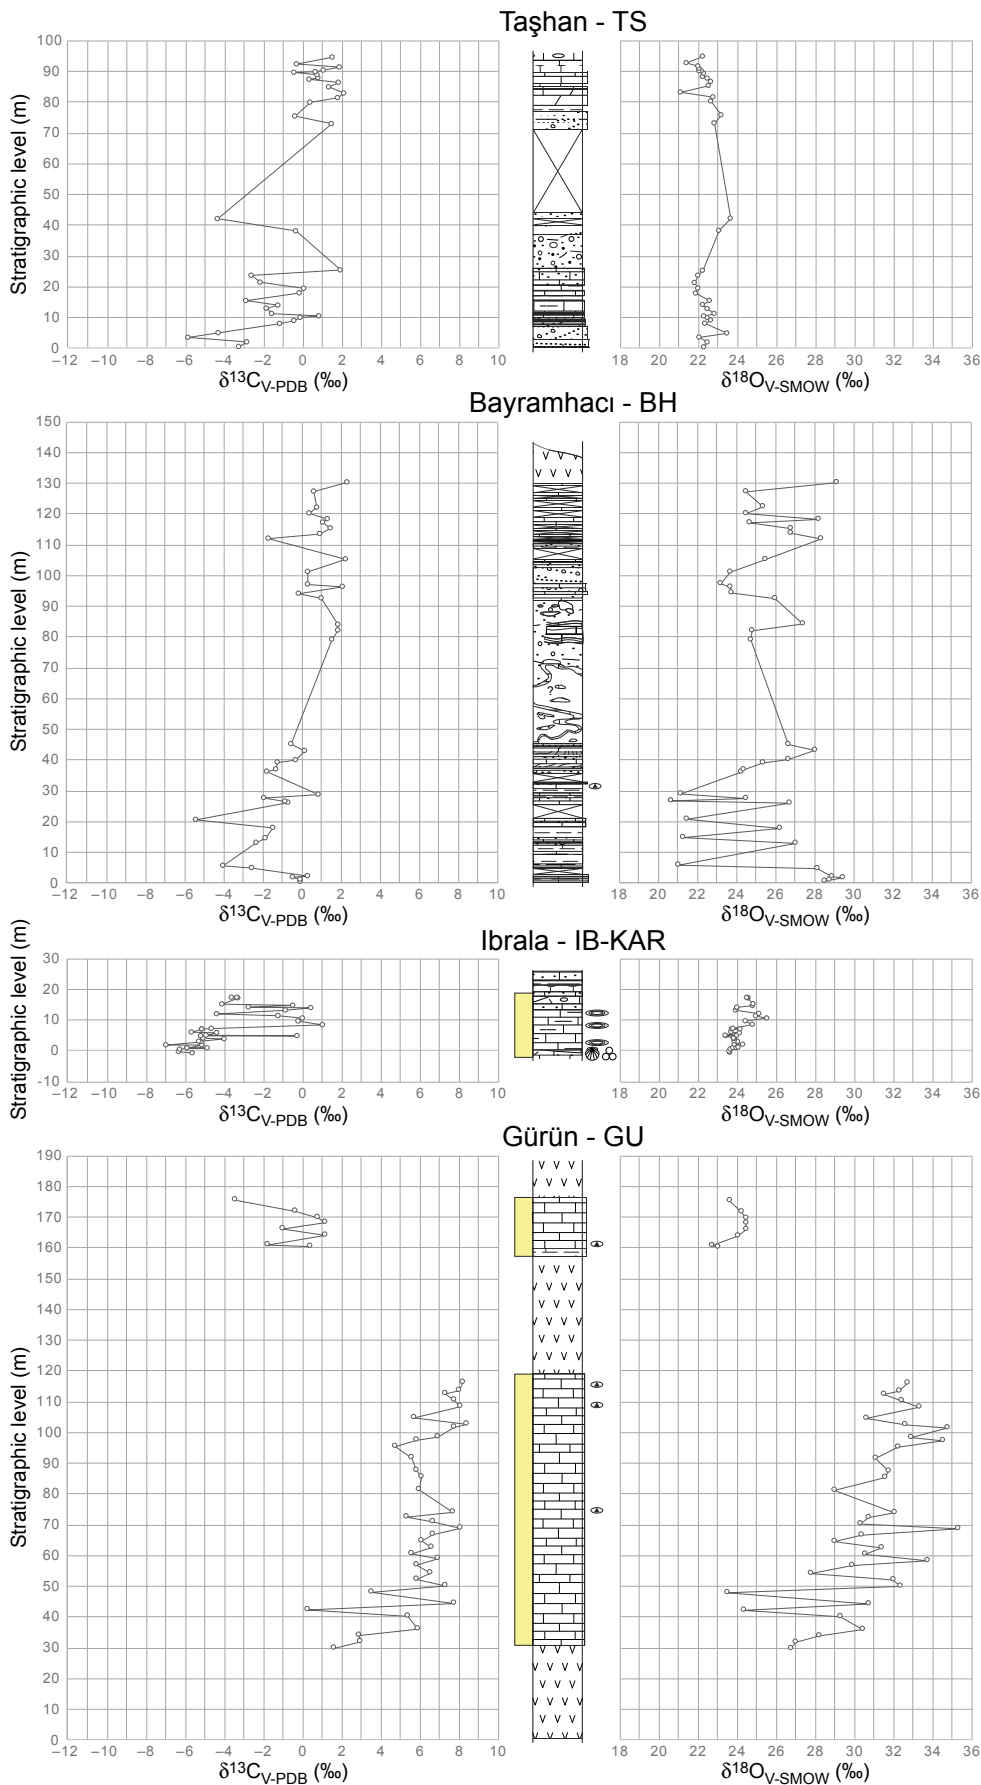 Taşhan - TS
Stratigraphic level (m)
100
90
80
70
60
50
40
30
20
10
0
−12 −10 −8 −6 −4 −2 0 2 4 6 8 10
δ13CV-PDB (‰)
18 20 22 24 26 28 30 32 34 36
δ18OV-SMOW (‰)
Bayramhacı - BH
Stratigraphic level (m)
150
140
130
120
110
100
90
80
70
60
50
40
30
20
10
0
?
−12 −10 −8 −6 −4 −2 0 2 4 6 8 10
δ13CV-PDB (‰)
18 20 22 24 26 28 30 32 34 36
δ18OV-SMOW (‰)
Ibrala - IB-KAR
Stratigraphic level (m)
30
20
10
0
-10
−12 −10 −8 −6 −4 −2 0 2 4 6 8 10
δ13CV-PDB (‰)
18 20 22 24 26 28 30 32 34 36
δ18OV-SMOW (‰)
Gürün - GU
Stratigraphic level (m)
190
180
170
160
150
140
130
120
110
100
90
80
70
60
50
40
30
20
10
0
−12 −10 −8 −6 −4 −2 0 2 4 6 8 10
δ13CV-PDB (‰)
18 20 22 24 26 28 30 32 34 36
δ18OV-SMOW (‰)